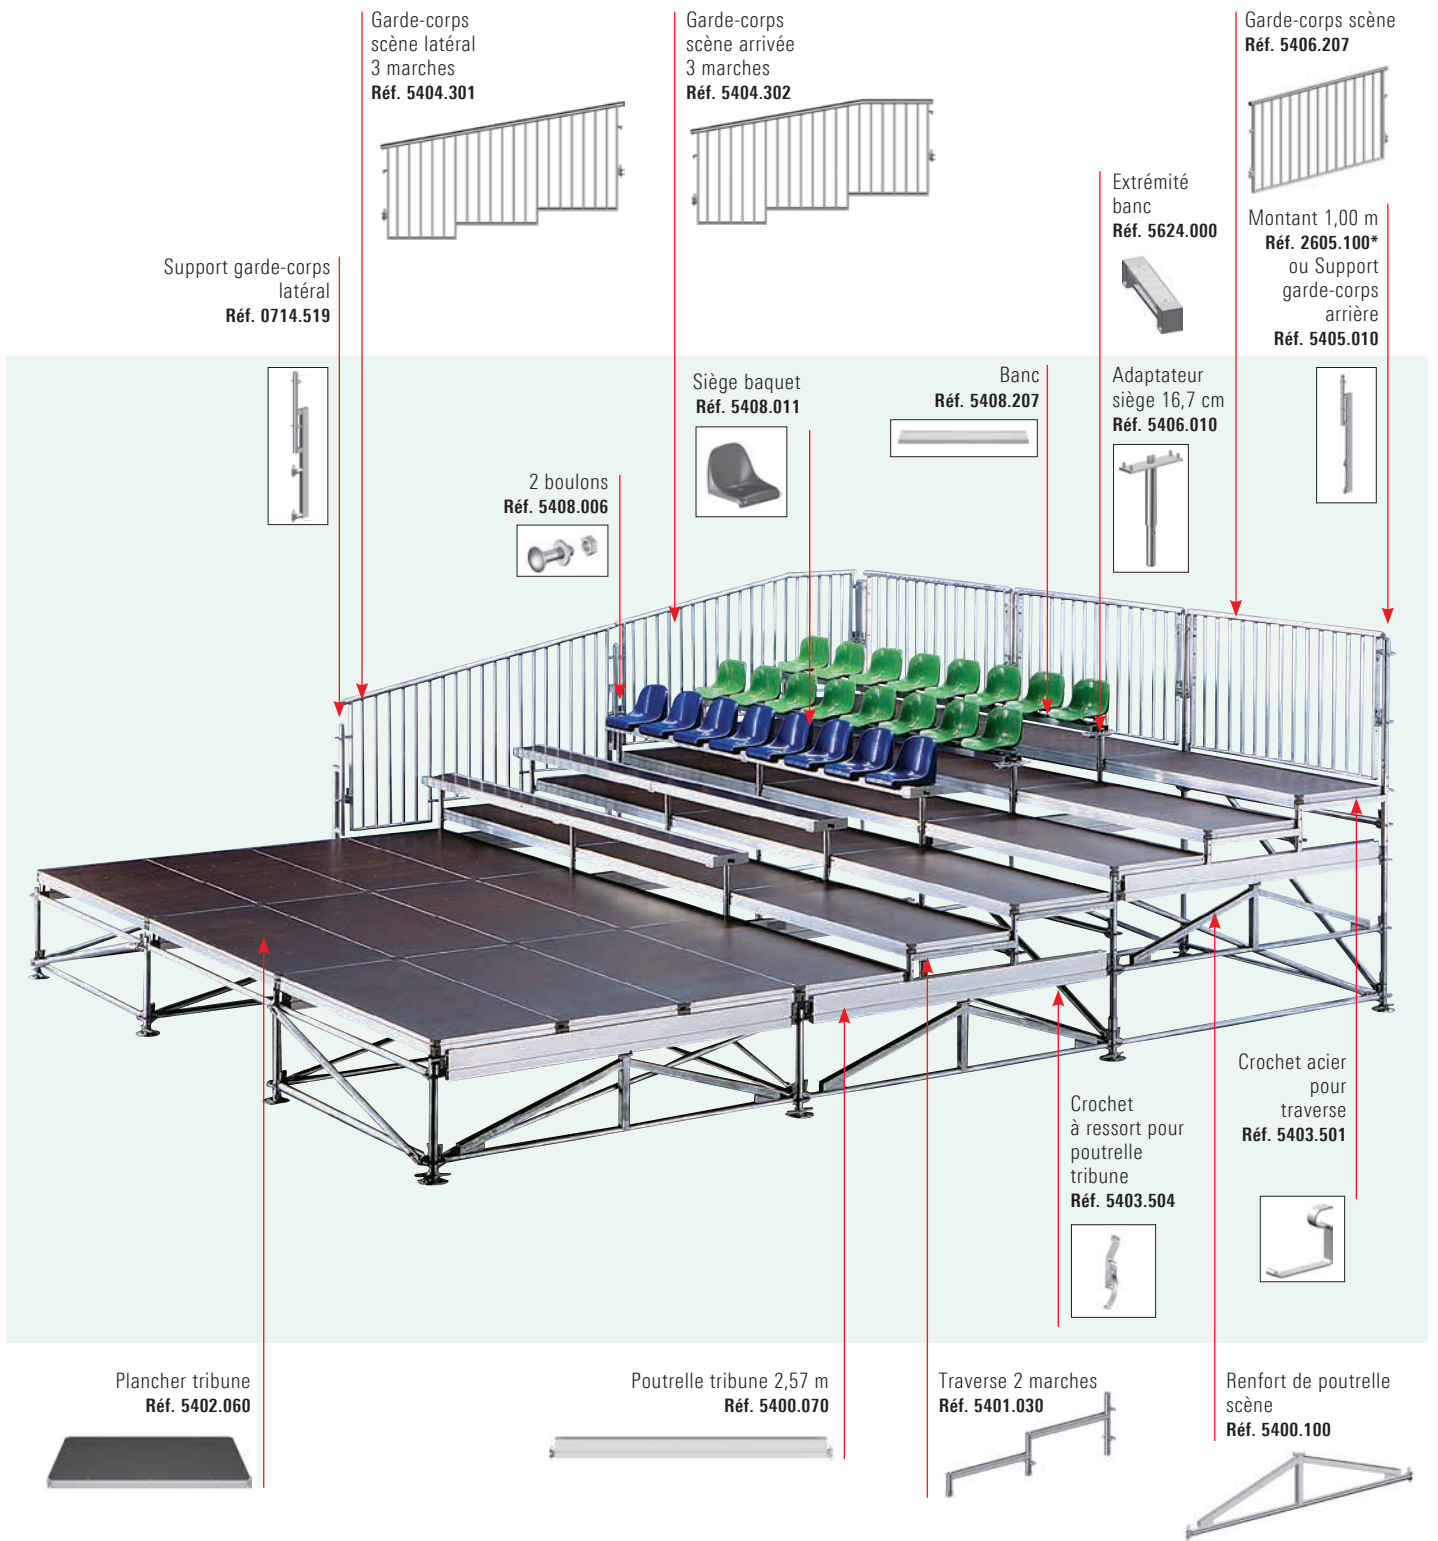 Garde-corps
scène latéral
3 marches
Réf. 5404.301
Garde-corps
scène arrivée
3 marches
Réf. 5404.302
Garde-corps scène
Réf. 5406.207
Extrémité
banc
Réf. 5624.000
Montant 1,00 m
Réf. 2605.100*
ou Support
garde-corps
arrière
Réf. 5405.010
Support garde-corps
latéral
Réf. 0714.519
Siège baquet
Réf. 5408.011
Banc
Réf. 5408.207
Adaptateur
siège 16,7 cm
Réf. 5406.010
2 boulons
Réf. 5408.006
Crochet
à ressort pour
poutrelle
tribune
Réf. 5403.504
Crochet acier
pour
traverse
Réf. 5403.501
Plancher tribune
Réf. 5402.060
Poutrelle tribune 2,57 m
Réf. 5400.070
Traverse 2 marches
Réf. 5401.030
Renfort de poutrelle
scène
Réf. 5400.100